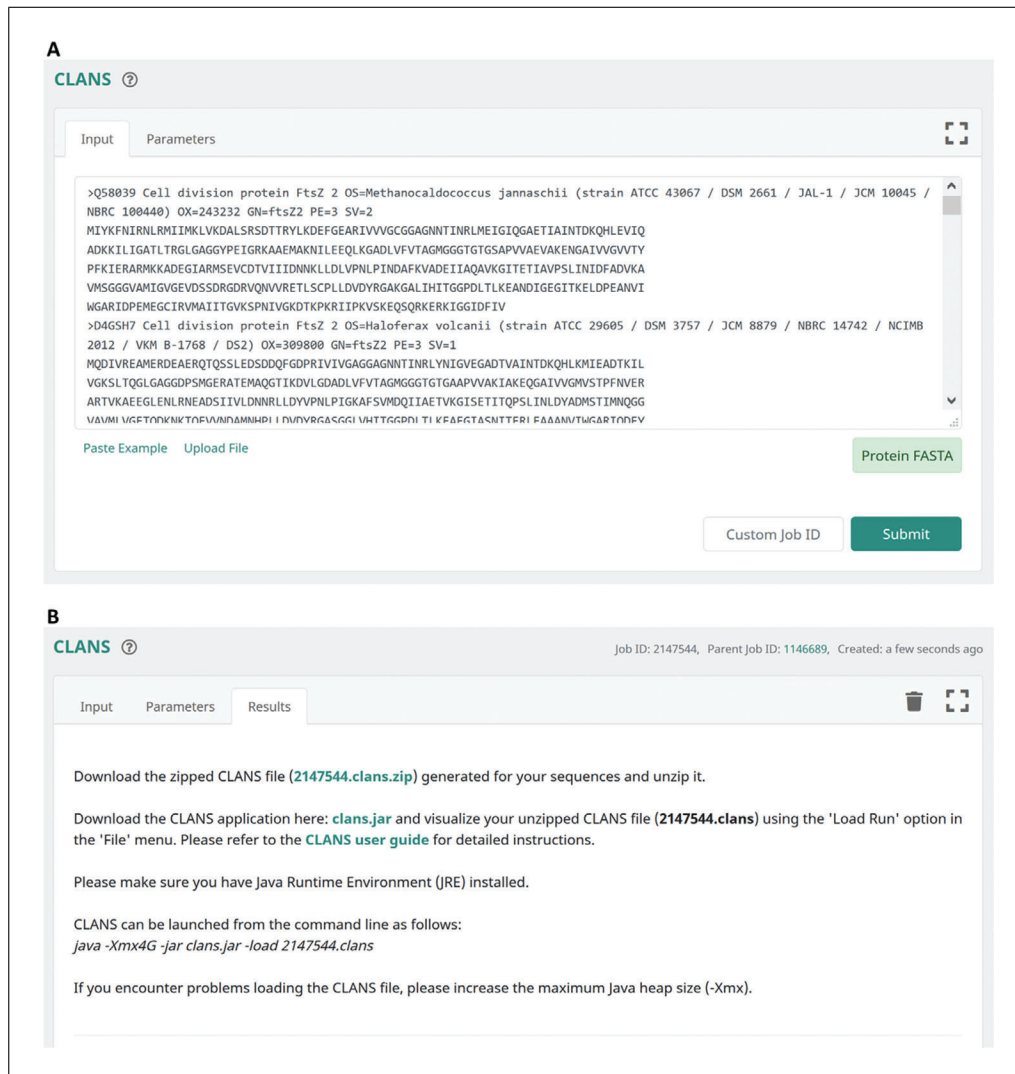 A
CLANS ?
Input Parameters
>Q58039 Cell division protein FtsZ 2 OS=Methanocaldococcus jannaschii (strain ATCC 43067 / DSM 2661 / JAL-1 / JCM 10045 /
NBRC 100440) OX=243232 GN=ftsZ2 PE=3 SV=2
MIYKFNIRNLRMIIMKLVKDALSRSDTTRYLKDEFGEARIVVVGCGGAGNNTINRLMEIGIQGAETIAINTDKQHLEVIQ
ADKKILIGATLTRGLGAGGYPEIGRKAAEMAKNILEEQLKGADLVFVTAGMGGGTGTGSAPVVAEVAKENGAIVVGVVTY
PFKIERARMKKADEGIARMSEVCDTVIIIDNNKLLDLVPNLPINDAFKVADEIIAQAVKGITETIAVPSLINIDFADVKA
VMSGGGVAMIGVGEVDSSDRGDRVQNVVRETLSCPLLDVDYRGAKGALIHITGGPDLTLKEANDIGEGITKELDPEANVI
WGARIDPEMEGCIRVMAIITGVKSPNIVGKDTKPKRIIPKVSKEQSQRKERKIGGIDFIV
>D4GSH7 Cell division protein FtsZ 2 OS=Haloferax volcanii (strain ATCC 29605 / DSM 3757 / JCM 8879 / NBRC 14742 / NCIMB
2012 / VKM B-1768 / DS2) OX=309800 GN=ftsZ2 PE=3 SV=1
MQDIVREAMERDEAERQTQSSLEDSDDQFGDPRIVIVGAGGAGNNTINRLYNIGVEGADTVAINTDKQHLKMIEADTKIL
VGKSLTQGLGAGGDPSMGERATEMAQGTIKDVLGDADLVFVTAGMGGGTGTGAAPVVAKIAKEQGAIVVGMVSTPFNVER
ARTVKAEEGLENLRNEADSIIVLDNNRLLDYVPNLPIGKAFSVMDQIIAETVKGISETITQPSLINLDYADMSTIMNQGG
VAVMLVGETQDKNKTQEVVNDAMNHPLLDVDYRGASGGLVHITGGPDLTLKEAEGIASNITERLEAAANVIWGARIQDEY
Paste Example Upload File
Protein FASTA
Custom Job ID Submit
B
CLANS ?
Job ID: 2147544, Parent Job ID: 1146689, Created: a few seconds ago
Input Parameters Results
Download the zipped CLANS file (2147544.clans.zip) generated for your sequences and unzip it.
Download the CLANS application here: clans.jar and visualize your unzipped CLANS file (2147544.clans) using the 'Load Run' option in
the 'File' menu. Please refer to the CLANS user guide for detailed instructions.
Please make sure you have Java Runtime Environment (JRE) installed.
CLANS can be launched from the command line as follows:
java -Xmx4G -jar clans.jar -load 2147544.clans
If you encounter problems loading the CLANS file, please increase the maximum Java heap size (-Xmx).